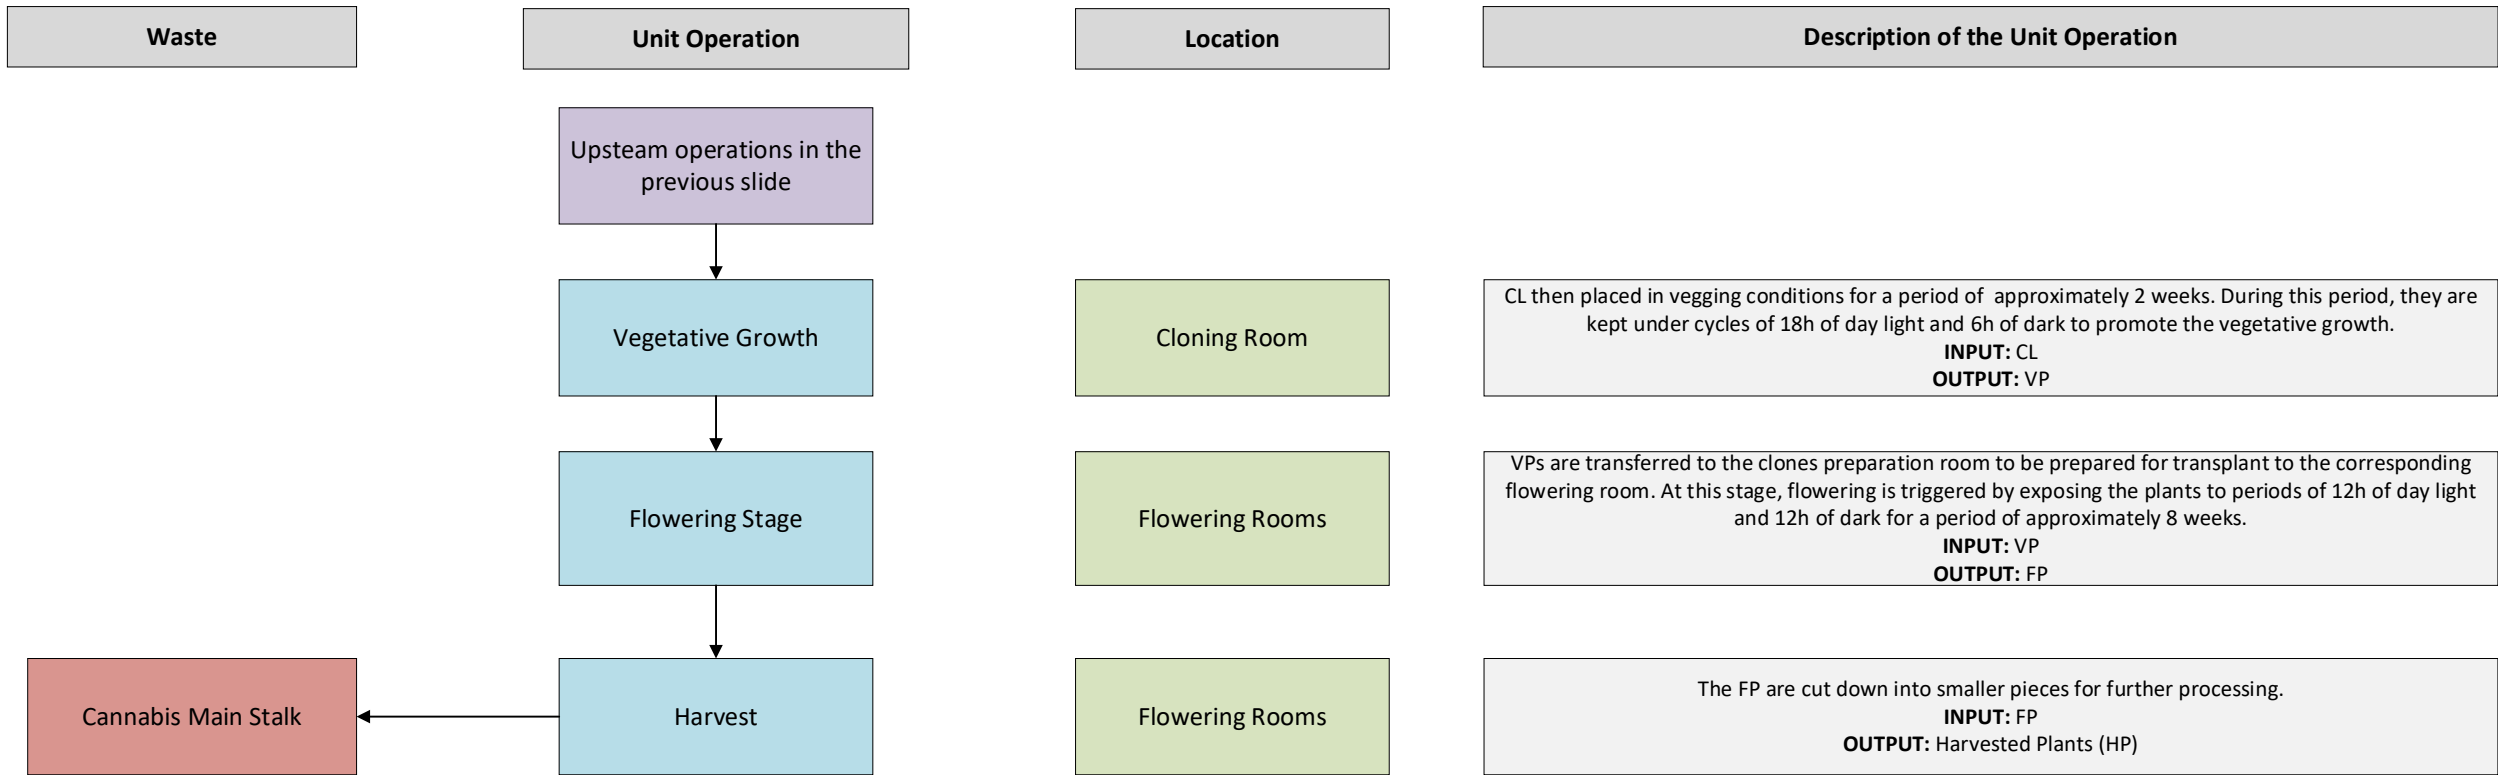 Waste
Unit Operation
Location
Description of the Unit Operation
Upsteam operations in the
previous slide
Vegetative Growth
Cloning Room
CL then placed in vegging conditions for a period of  approximately 2 weeks. During this period, they are
kept under cycles of 18h of day light and 6h of dark to promote the vegetative growth.
INPUT: CL
OUTPUT: VP
Flowering Stage
Flowering Rooms
VPs are transferred to the clones preparation room to be prepared for transplant to the corresponding
flowering room. At this stage, flowering is triggered by exposing the plants to periods of 12h of day light
and 12h of dark for a period of approximately 8 weeks.
INPUT: VP
OUTPUT: FP
Cannabis Main Stalk
Harvest
Flowering Rooms
The FP are cut down into smaller pieces for further processing.
INPUT: FP
OUTPUT: Harvested Plants (HP)